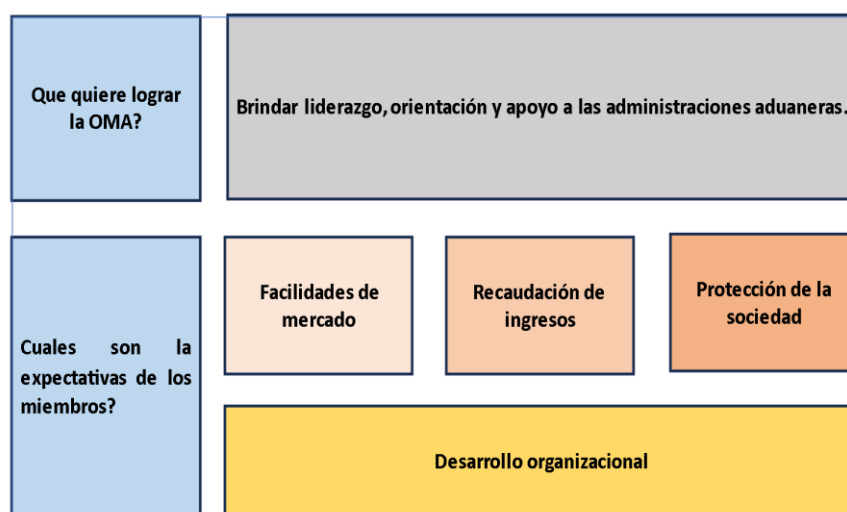 Que quiere lograr
la OMA?
Brindar liderazgo, orientación y apoyo a las administraciones aduaneras.
Cuales son la
expectativas de los
miembros?
Facilidades de
mercado
Recaudación de
ingresos
Protección de la
sociedad
Desarrollo organizacional